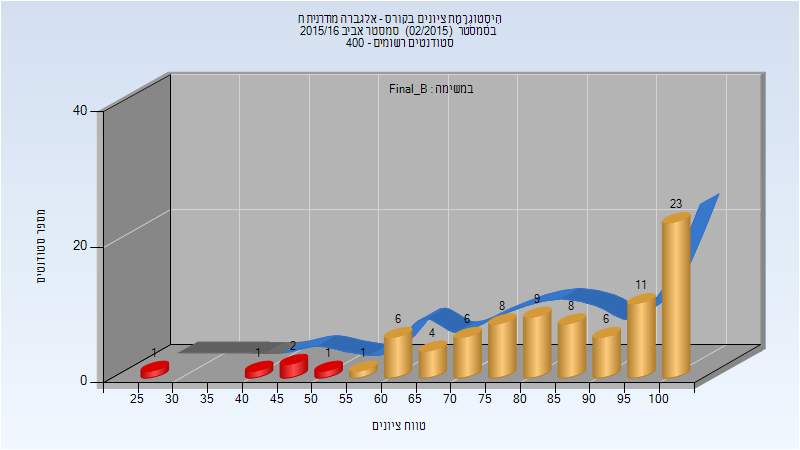 היסטוגרמת ציונים בקורס - אלגברה מודרנית ח
בסמסטר (02/2015) סמסטר אביב 2015/16
סטודנטים רשומים - 400
במשימה : Final_B
מספר סטודנטים
40
20
0
1
1
2
1
1
6
4
6
8
9
8
6
11
23
25 30 35 40 45 50 55 60 65 70 75 80 85 90 95 100
טווח ציונים